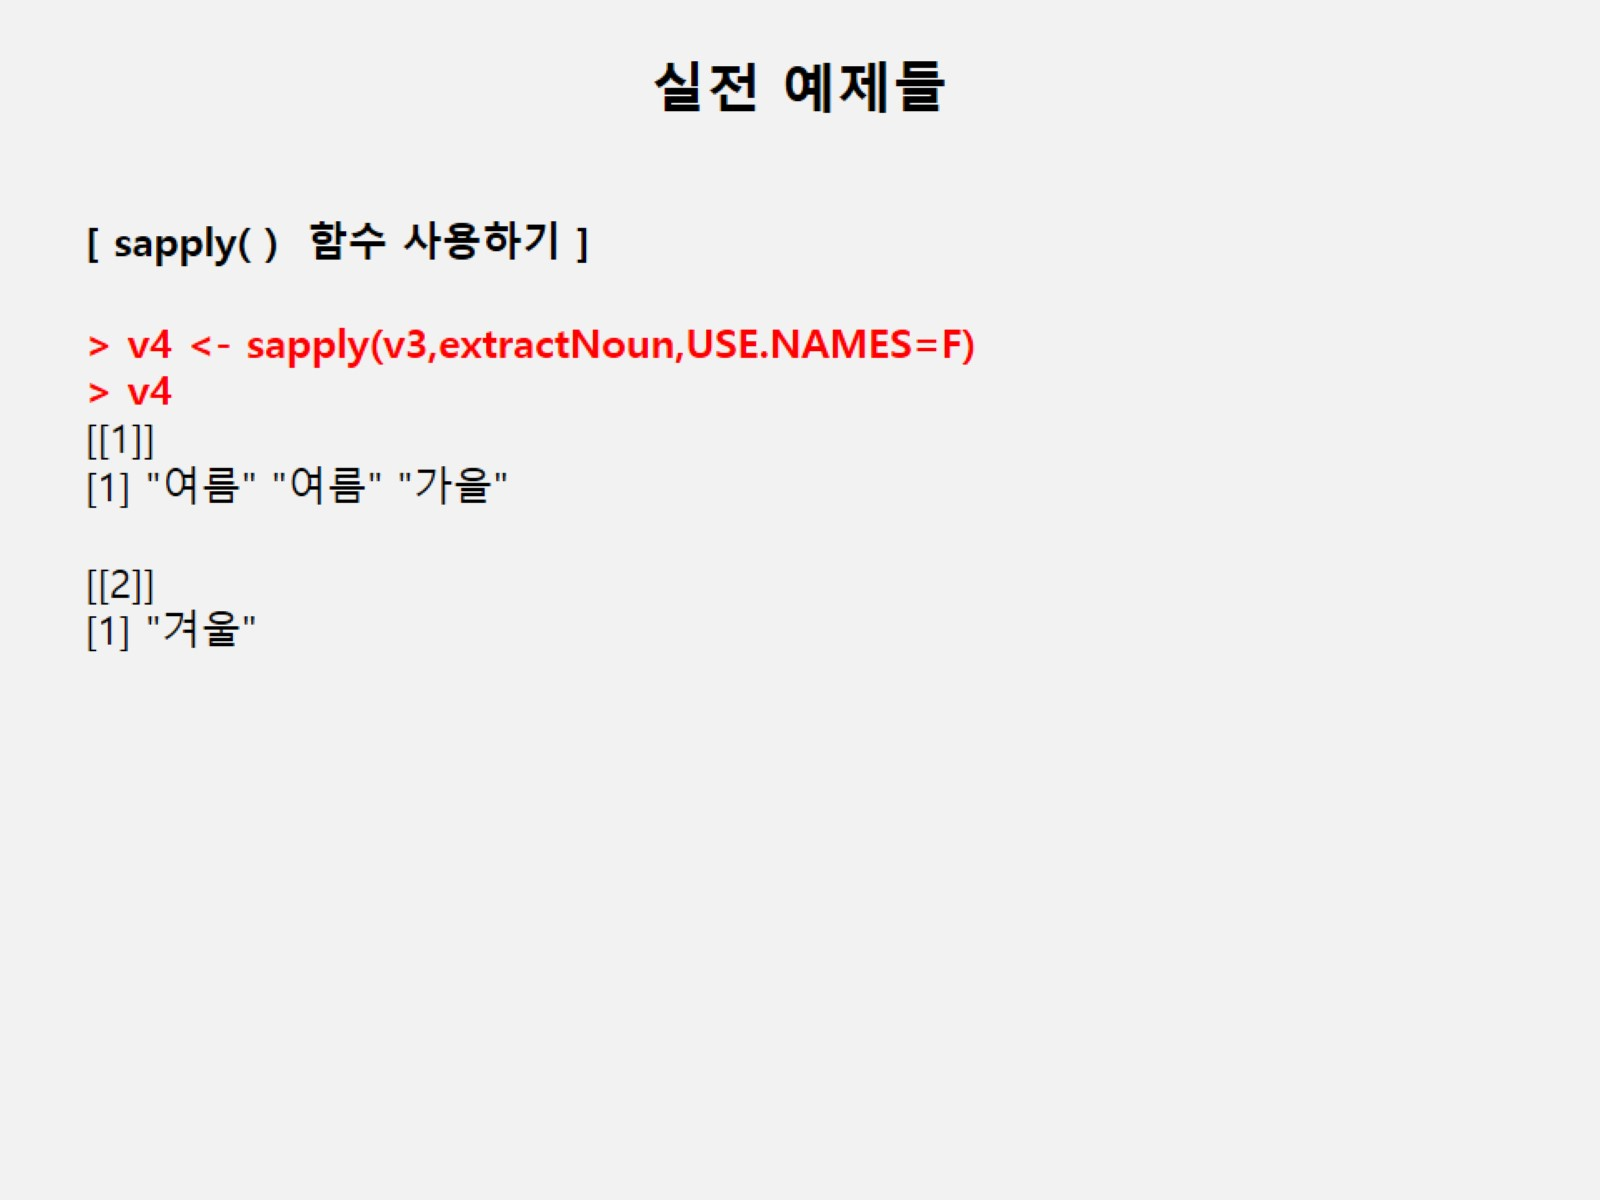 실전 예제들
[ sapply( )  함수 사용하기 ]
> v4 <- sapply(v3,extractNoun,USE.NAMES=F)
> v4
[[1]]
[1] "여름" "여름" "가을"
[[2]]
[1] "겨울"